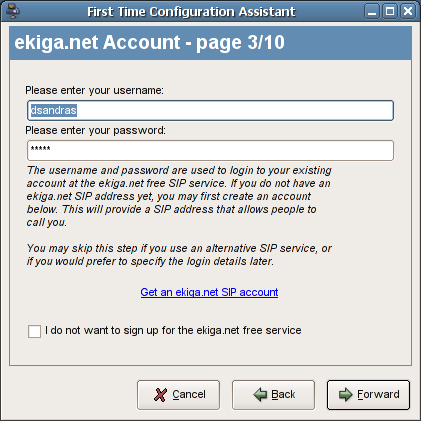 First Time Configuration Assistant
ekiga.net Account - page 3/10
Please enter your username:
dsandras
Please enter your password:
*****
The username and password are used to login to your existing
account at the ekiga.net free SIP service. If you do not have an
ekiga.net SIP address yet, you may first create an account
below. This will provide a SIP address that allows people to
call you.
You may skip this step if you use an alternative SIP service, or
if you would prefer to specify the login details later.
Get an ekiga.net SIP account
I do not want to sign up for the ekiga.net free service
Cancel
Back
Forward